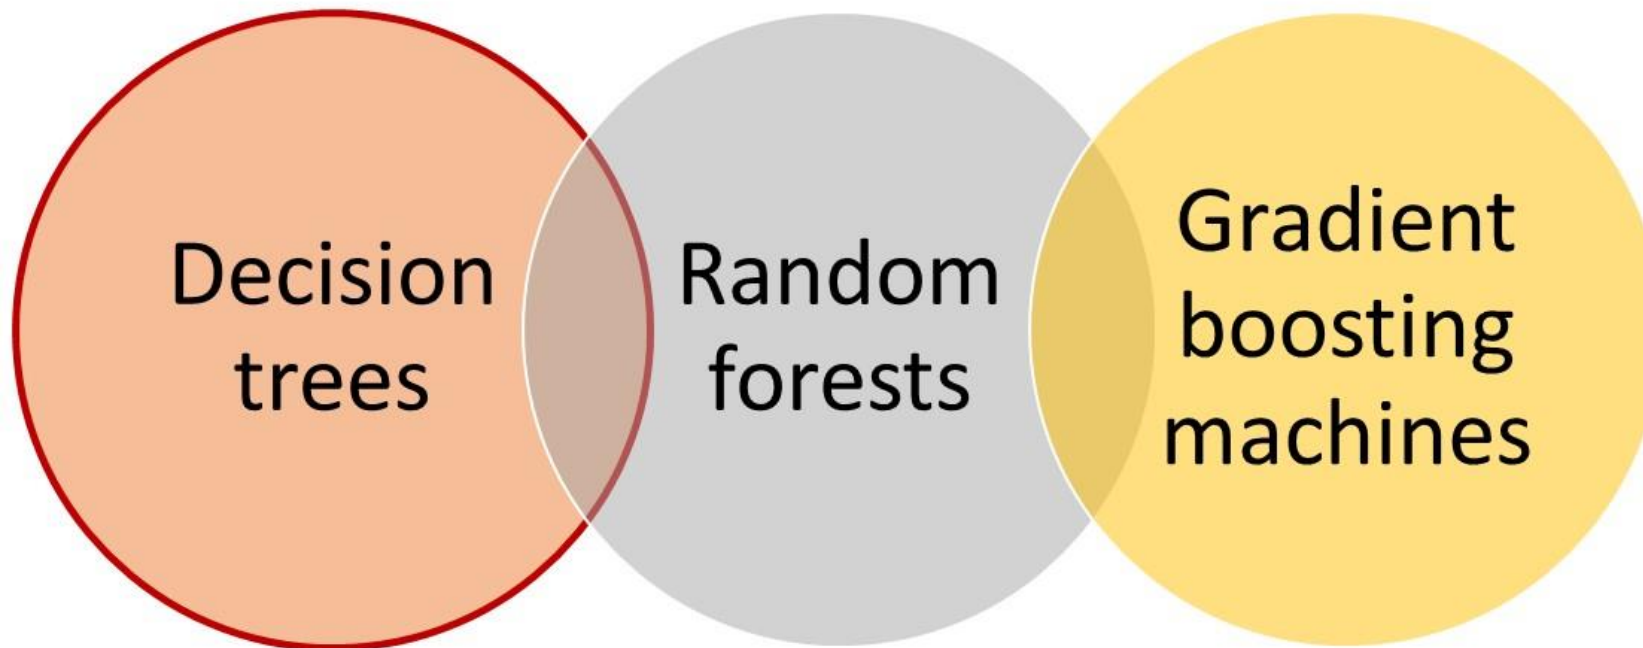 Decision
trees
Random
forests
Gradient
boosting
machines